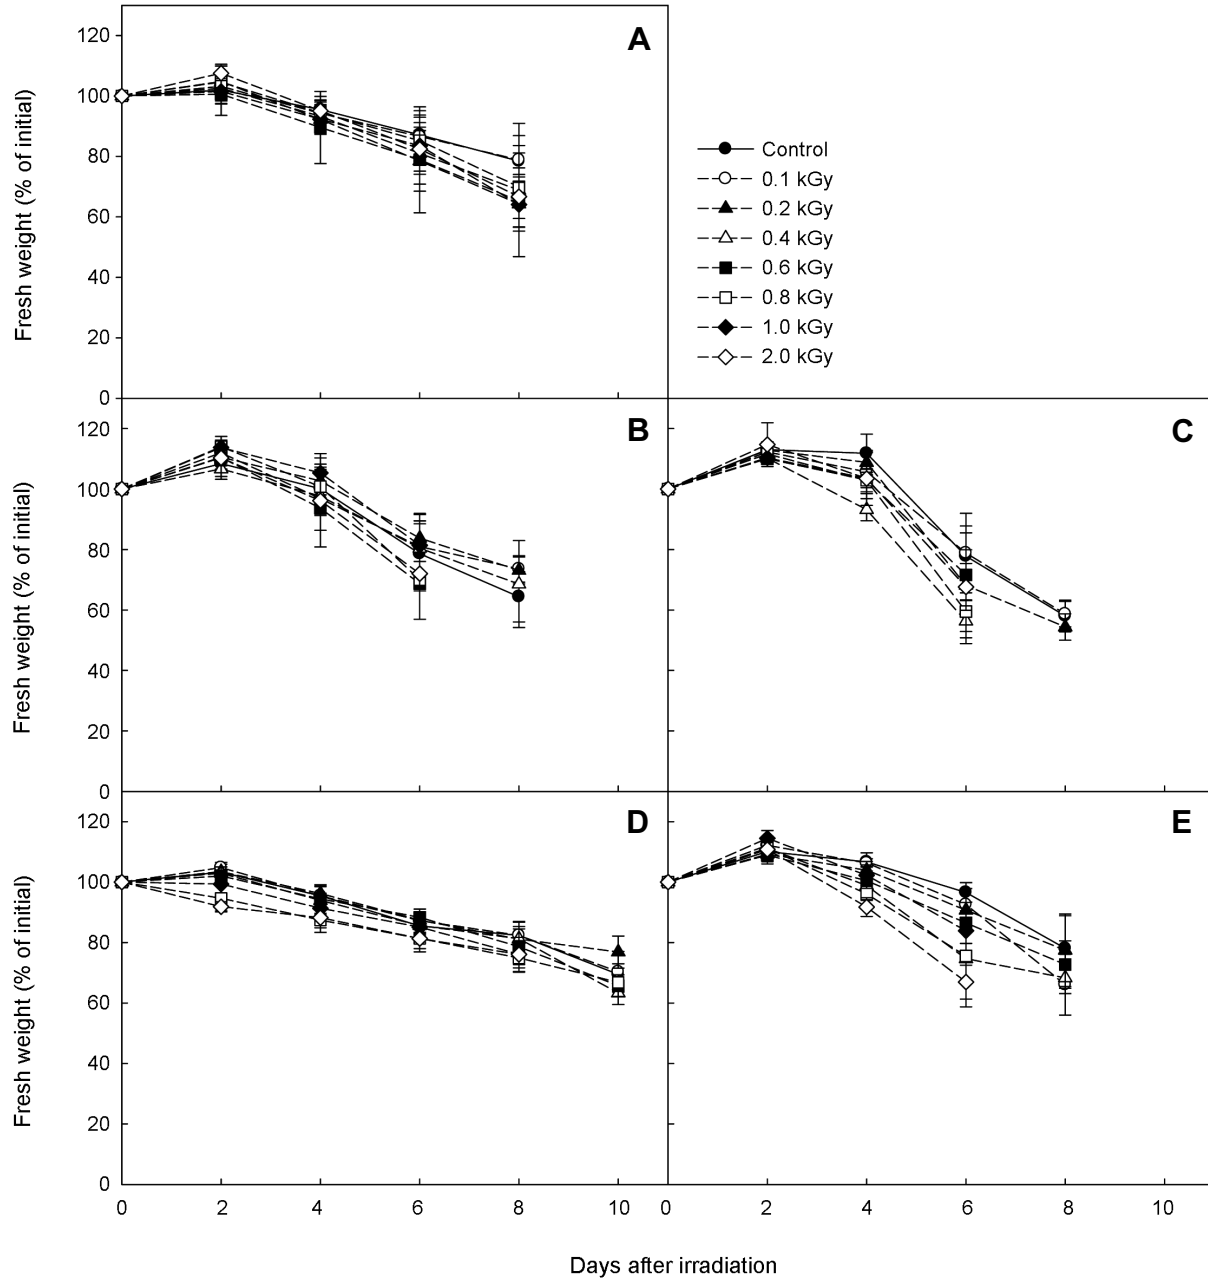 A
Fresh weight (% of initial)
120
100
80
60
40
20
0
Control
0.1 kGy
0.2 kGy
0.4 kGy
0.6 kGy
0.8 kGy
1.0 kGy
2.0 kGy
B
C
Fresh weight (% of initial)
120
100
80
60
40
20
0
D
E
Fresh weight (% of initial)
120
100
80
60
40
20
0
0 2 4 6 8 10 0 2 4 6 8 10
Days after irradiation